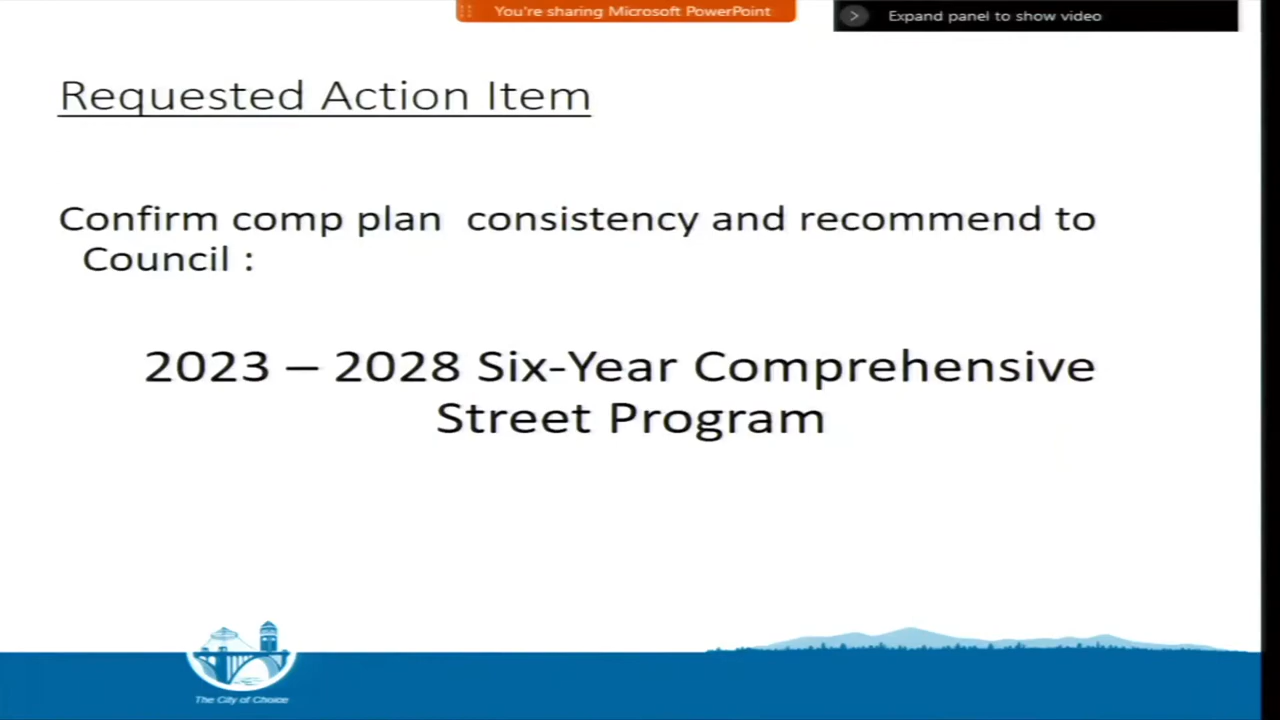 You're sharing Microsoft PowerPoint
Expand panel to show video
Requested Action Item
Confirm comp plan consistency and recommend to
Council :
2023 – 2028 Six-Year Comprehensive
Street Program
The City of Choice